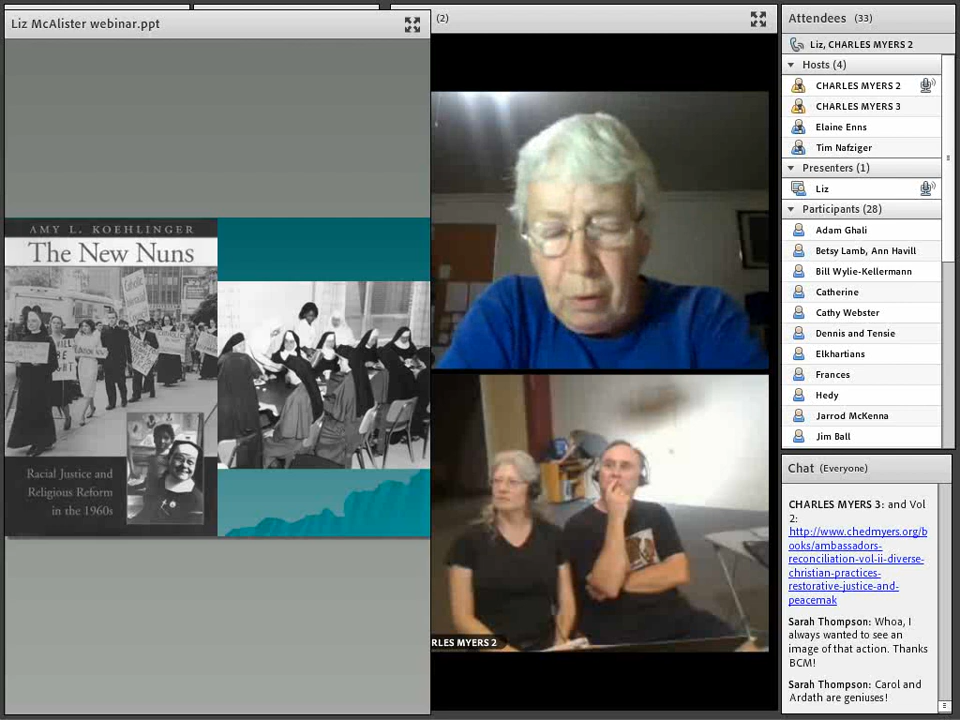 Liz McAlister webinar.ppt
(2)
AMY L. KOEHLINGER
The New Nuns
Racial Justice and
Religious Reform
in the 1960s
RLES MYERS 2
Attendees (33)
Liz, CHARLES MYERS 2
Hosts (4)
CHARLES MYERS 2
CHARLES MYERS 3
Elaine Enns
Tim Nafziger
Presenters (1)
Liz
Participants (28)
Adam Ghali
Betsy Lamb, Ann Havill
Bill Wylie-Kellermann
Catherine
Cathy Webster
Dennis and Tensie
Elkhartians
Frances
Hedy
Jarrod McKenna
Jim Ball
Chat (Everyone)
CHARLES MYERS 3: and Vol
2:
http://www.chedmyers.org/b
ooks/ambassadors-
reconciliation-vol-ii-diverse-
christian-practices-
restorative-justice-and-
peacemak
Sarah Thompson: Whoa, I
always wanted to see an
image of that action. Thanks
BCM!
Sarah Thompson: Carol and
Ardath are geniuses!